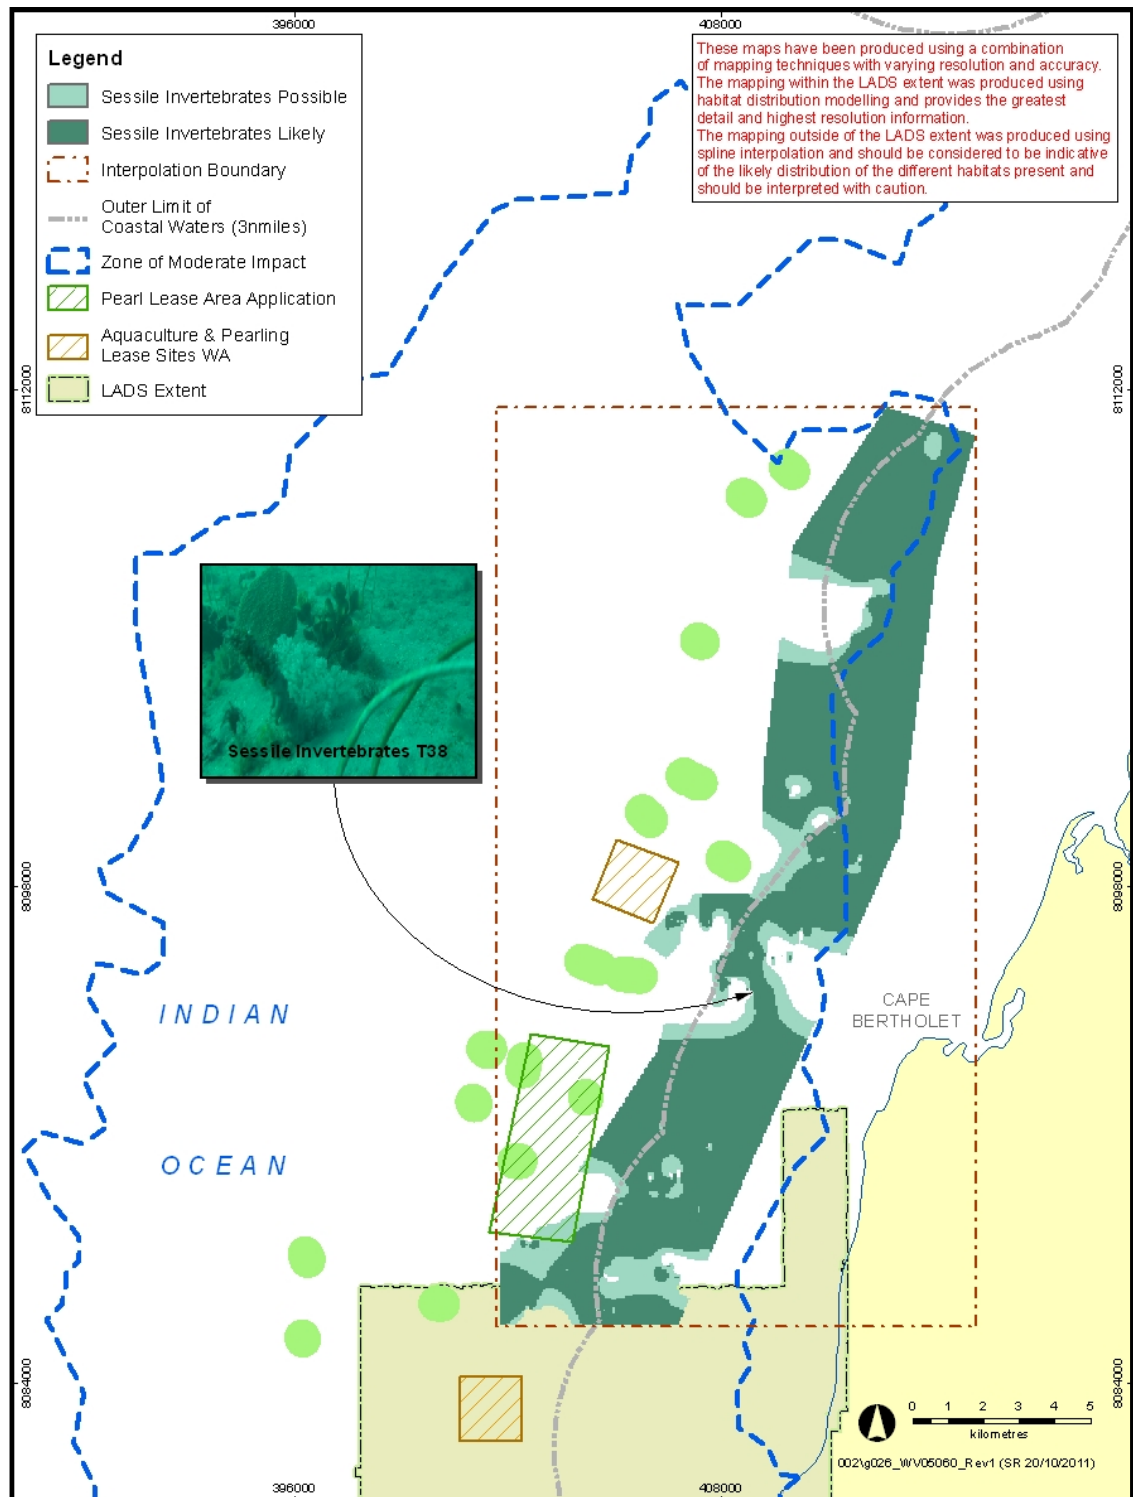 396000
408000
Legend
Sessile Invertebrates Possible
Sessile Invertebrates Likely
Interpolation Boundary
Outer Limit of
Coastal Waters (3nmiles)
Zone of Moderate Impact
Pearl Lease Area Application
Aquaculture & Pearling
Lease Sites WA
LADS Extent
These maps have been produced using a combination
of mapping techniques with varying resolution and accuracy.
The mapping within the LADS extent was produced using
habitat distribution modelling and provides the greatest
detail and highest resolution information.
The mapping outside of the LADS extent was produced using
spline interpolation and should be considered to be indicative
of the likely distribution of the different habitats present and
should be interpreted with caution.
8112000
8112000
Sessile Invertebrates T38
8098000
8098000
INDIAN
CAPE
BERTHOLET
OCEAN
8084000
8084000
0 1 2 3 4 5
kilometres
002\g026_WV05060_Rev1 (SR 20/10/2011)
396000
408000